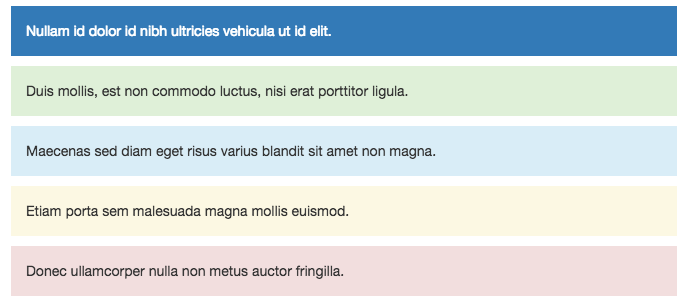 Nullam id dolor id nibh ultricies vehicula ut id elit.
Duis mollis, est non commodo luctus, nisi erat porttitor ligula.
Maecenas sed diam eget risus varius blandit sit amet non magna.
Etiam porta sem malesuada magna mollis euismod.
Donec ullamcorper nulla non metus auctor fringilla.